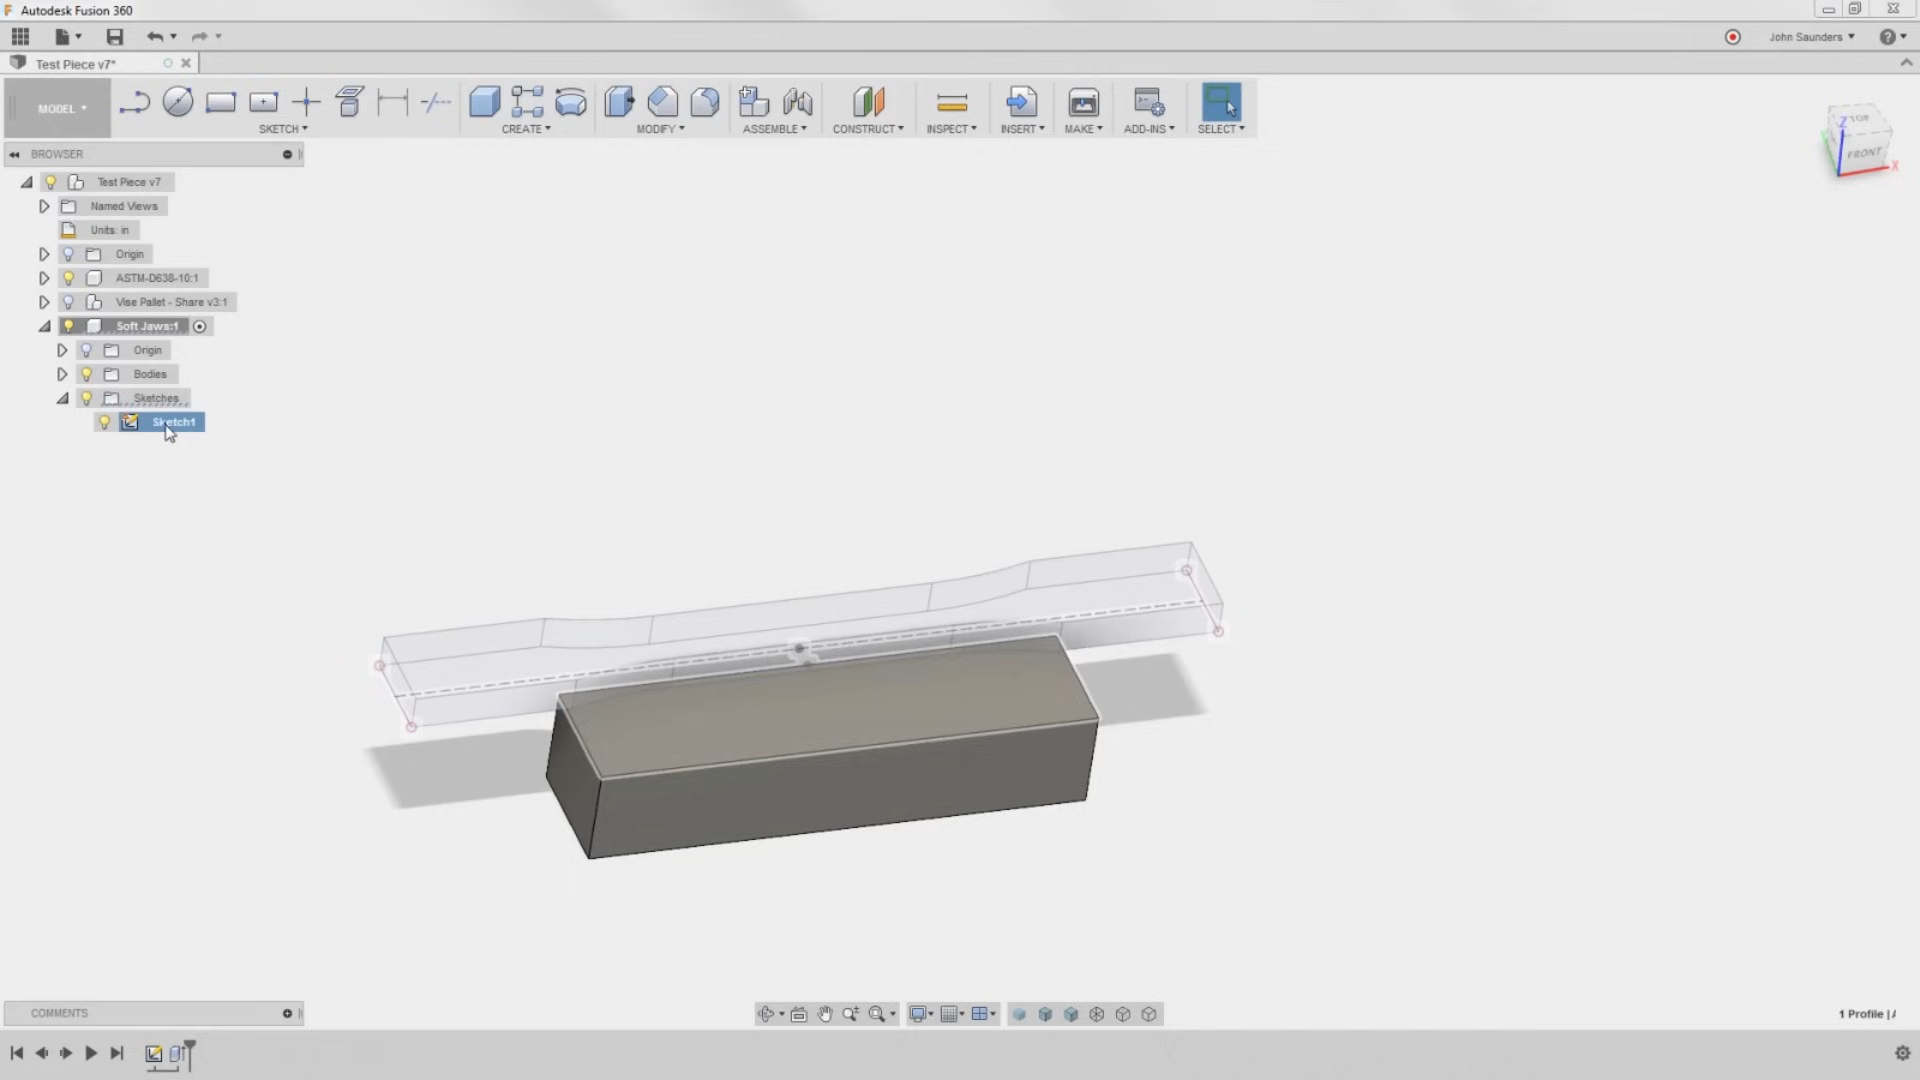 Autodesk Fusion 360
John Saunders
Test Piece v7*
MODEL
SKETCH
CREATE
MODIFY
ASSEMBLE
CONSTRUCT
INSPECT
INSERT
MAKE
ADD-INS
SELECT
TOP
Z
FRONT
X
BROWSER
Test Piece v7
Named Views
Units: in
Origin
ASTM-D638-10:1
Vise Pallet - Share v3:1
Soft Jaws:1
Origin
Bodies
Sketches
Sketch1
COMMENTS
1 Profile |